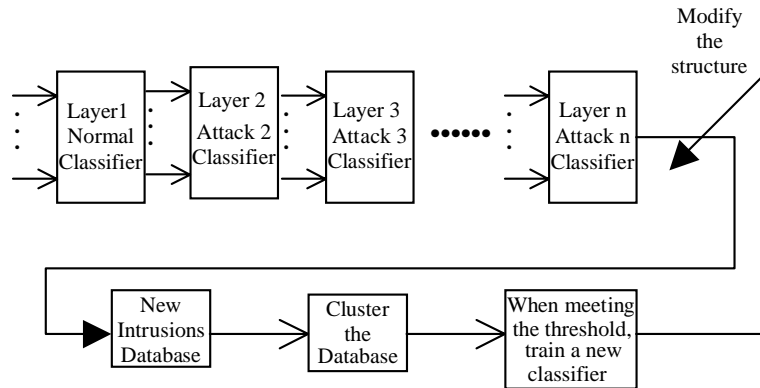 Modify
the
structure
Layer1
Normal
Classifier
Layer 2
Attack 2
Classifier
Layer 3
Attack 3
Classifier
Layer n
Attack n
Classifier
New
Intrusions
Database
Cluster
the
Database
When meeting
the threshold,
train a new
classifier